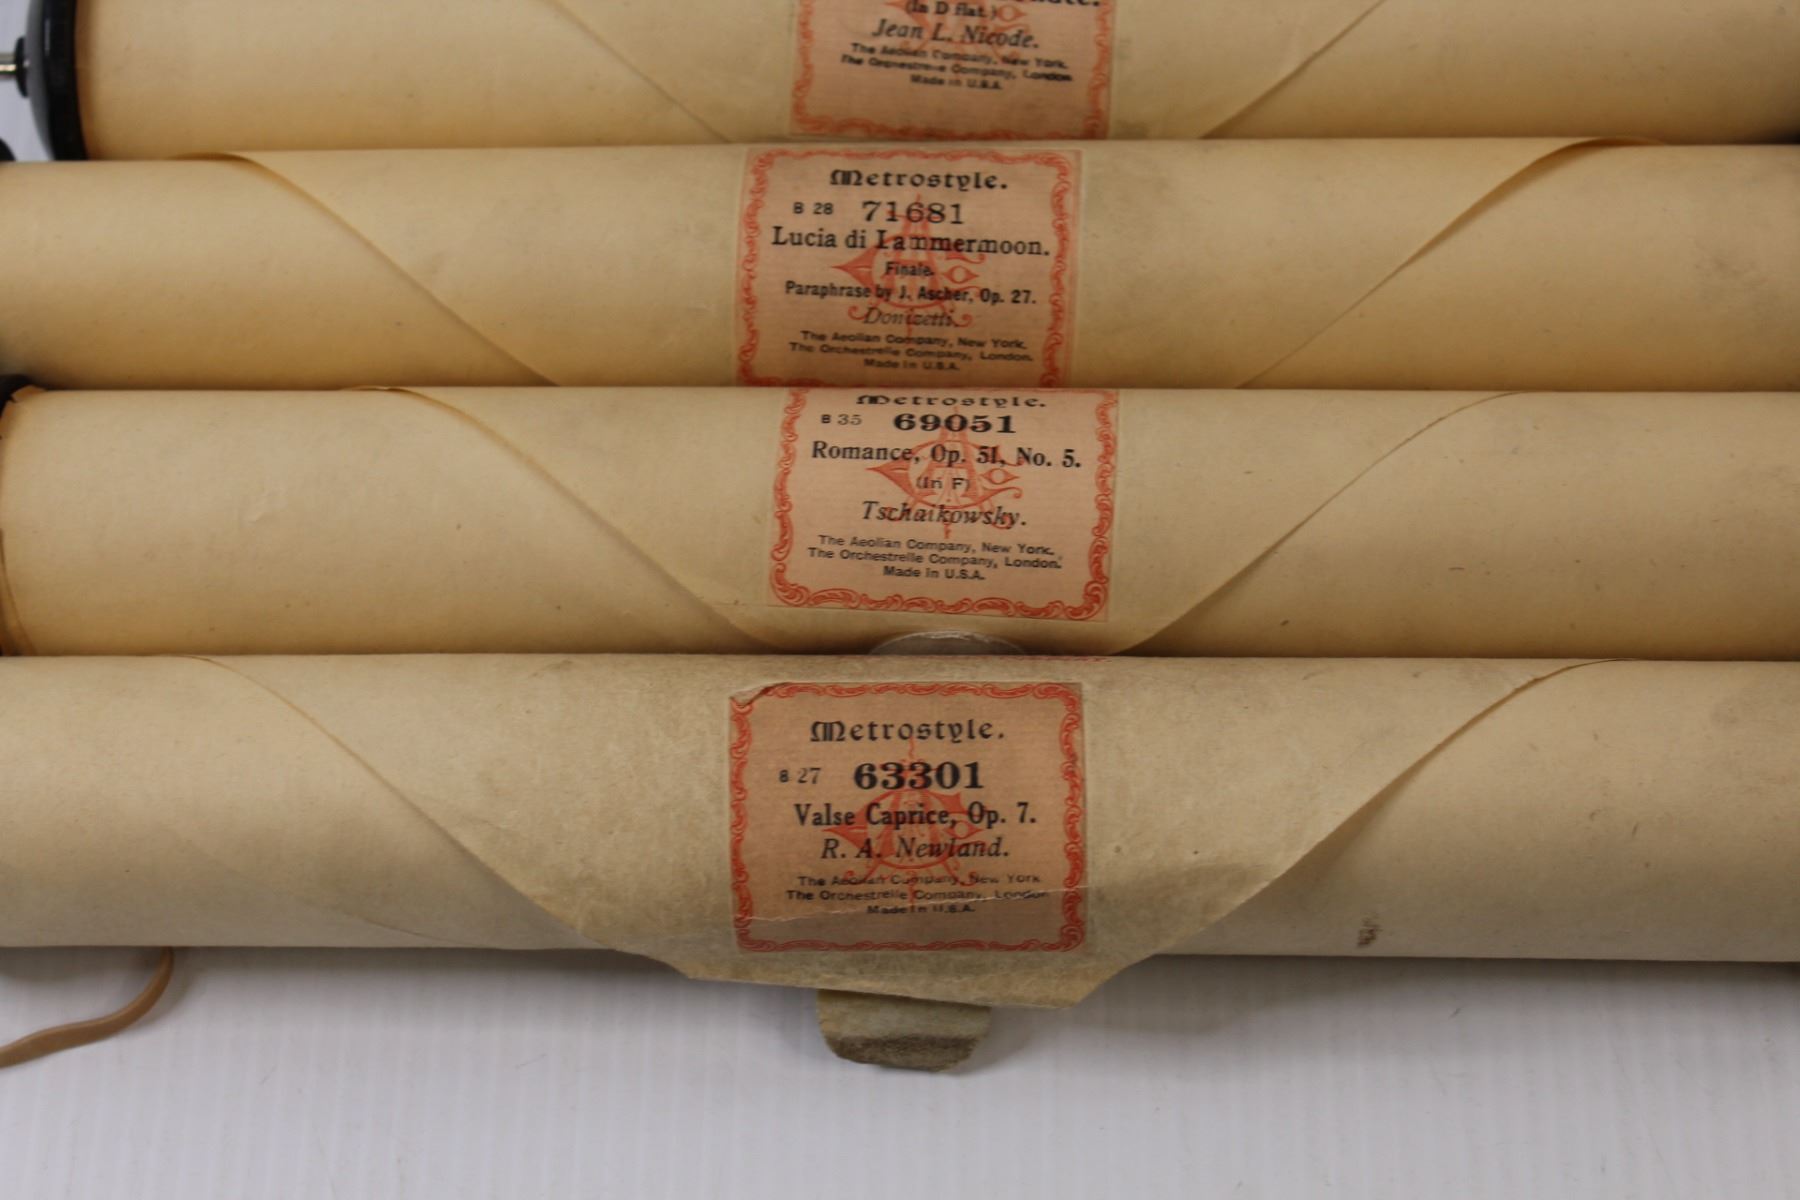 (In D flat.)
Jean L. Nicode.
The Aeolian Company, New York.
The Orchestrelle Company, London.
Made in U.S.A.
Metrostyle.
B 28 71681
Lucia di Lammermoon.
Finale.
Paraphrase by J. Ascher, Op. 27.
Donizetti.
The Aeolian Company, New York.
The Orchestrelle Company, London.
Made in U.S.A.
Metrostyle.
B 35 69051
Romance, Op. 51, No. 5.
(In F)
Tschaikowsky.
The Aeolian Company, New York.
The Orchestrelle Company, London.
Made in U.S.A.
Metrostyle.
B 27 63301
Valse Caprice, Op. 7.
R. A. Newland.
The Aeolian Company, New York
The Orchestrelle Company, London
Made in U.S.A.